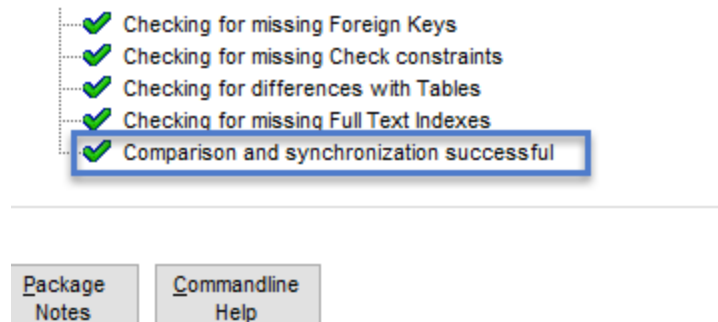 Checking for missing Foreign Keys
Checking for missing Check constraints
Checking for differences with Tables
Checking for missing Full Text Indexes
Comparison and synchronization successful
Package
Notes
Commandline
Help